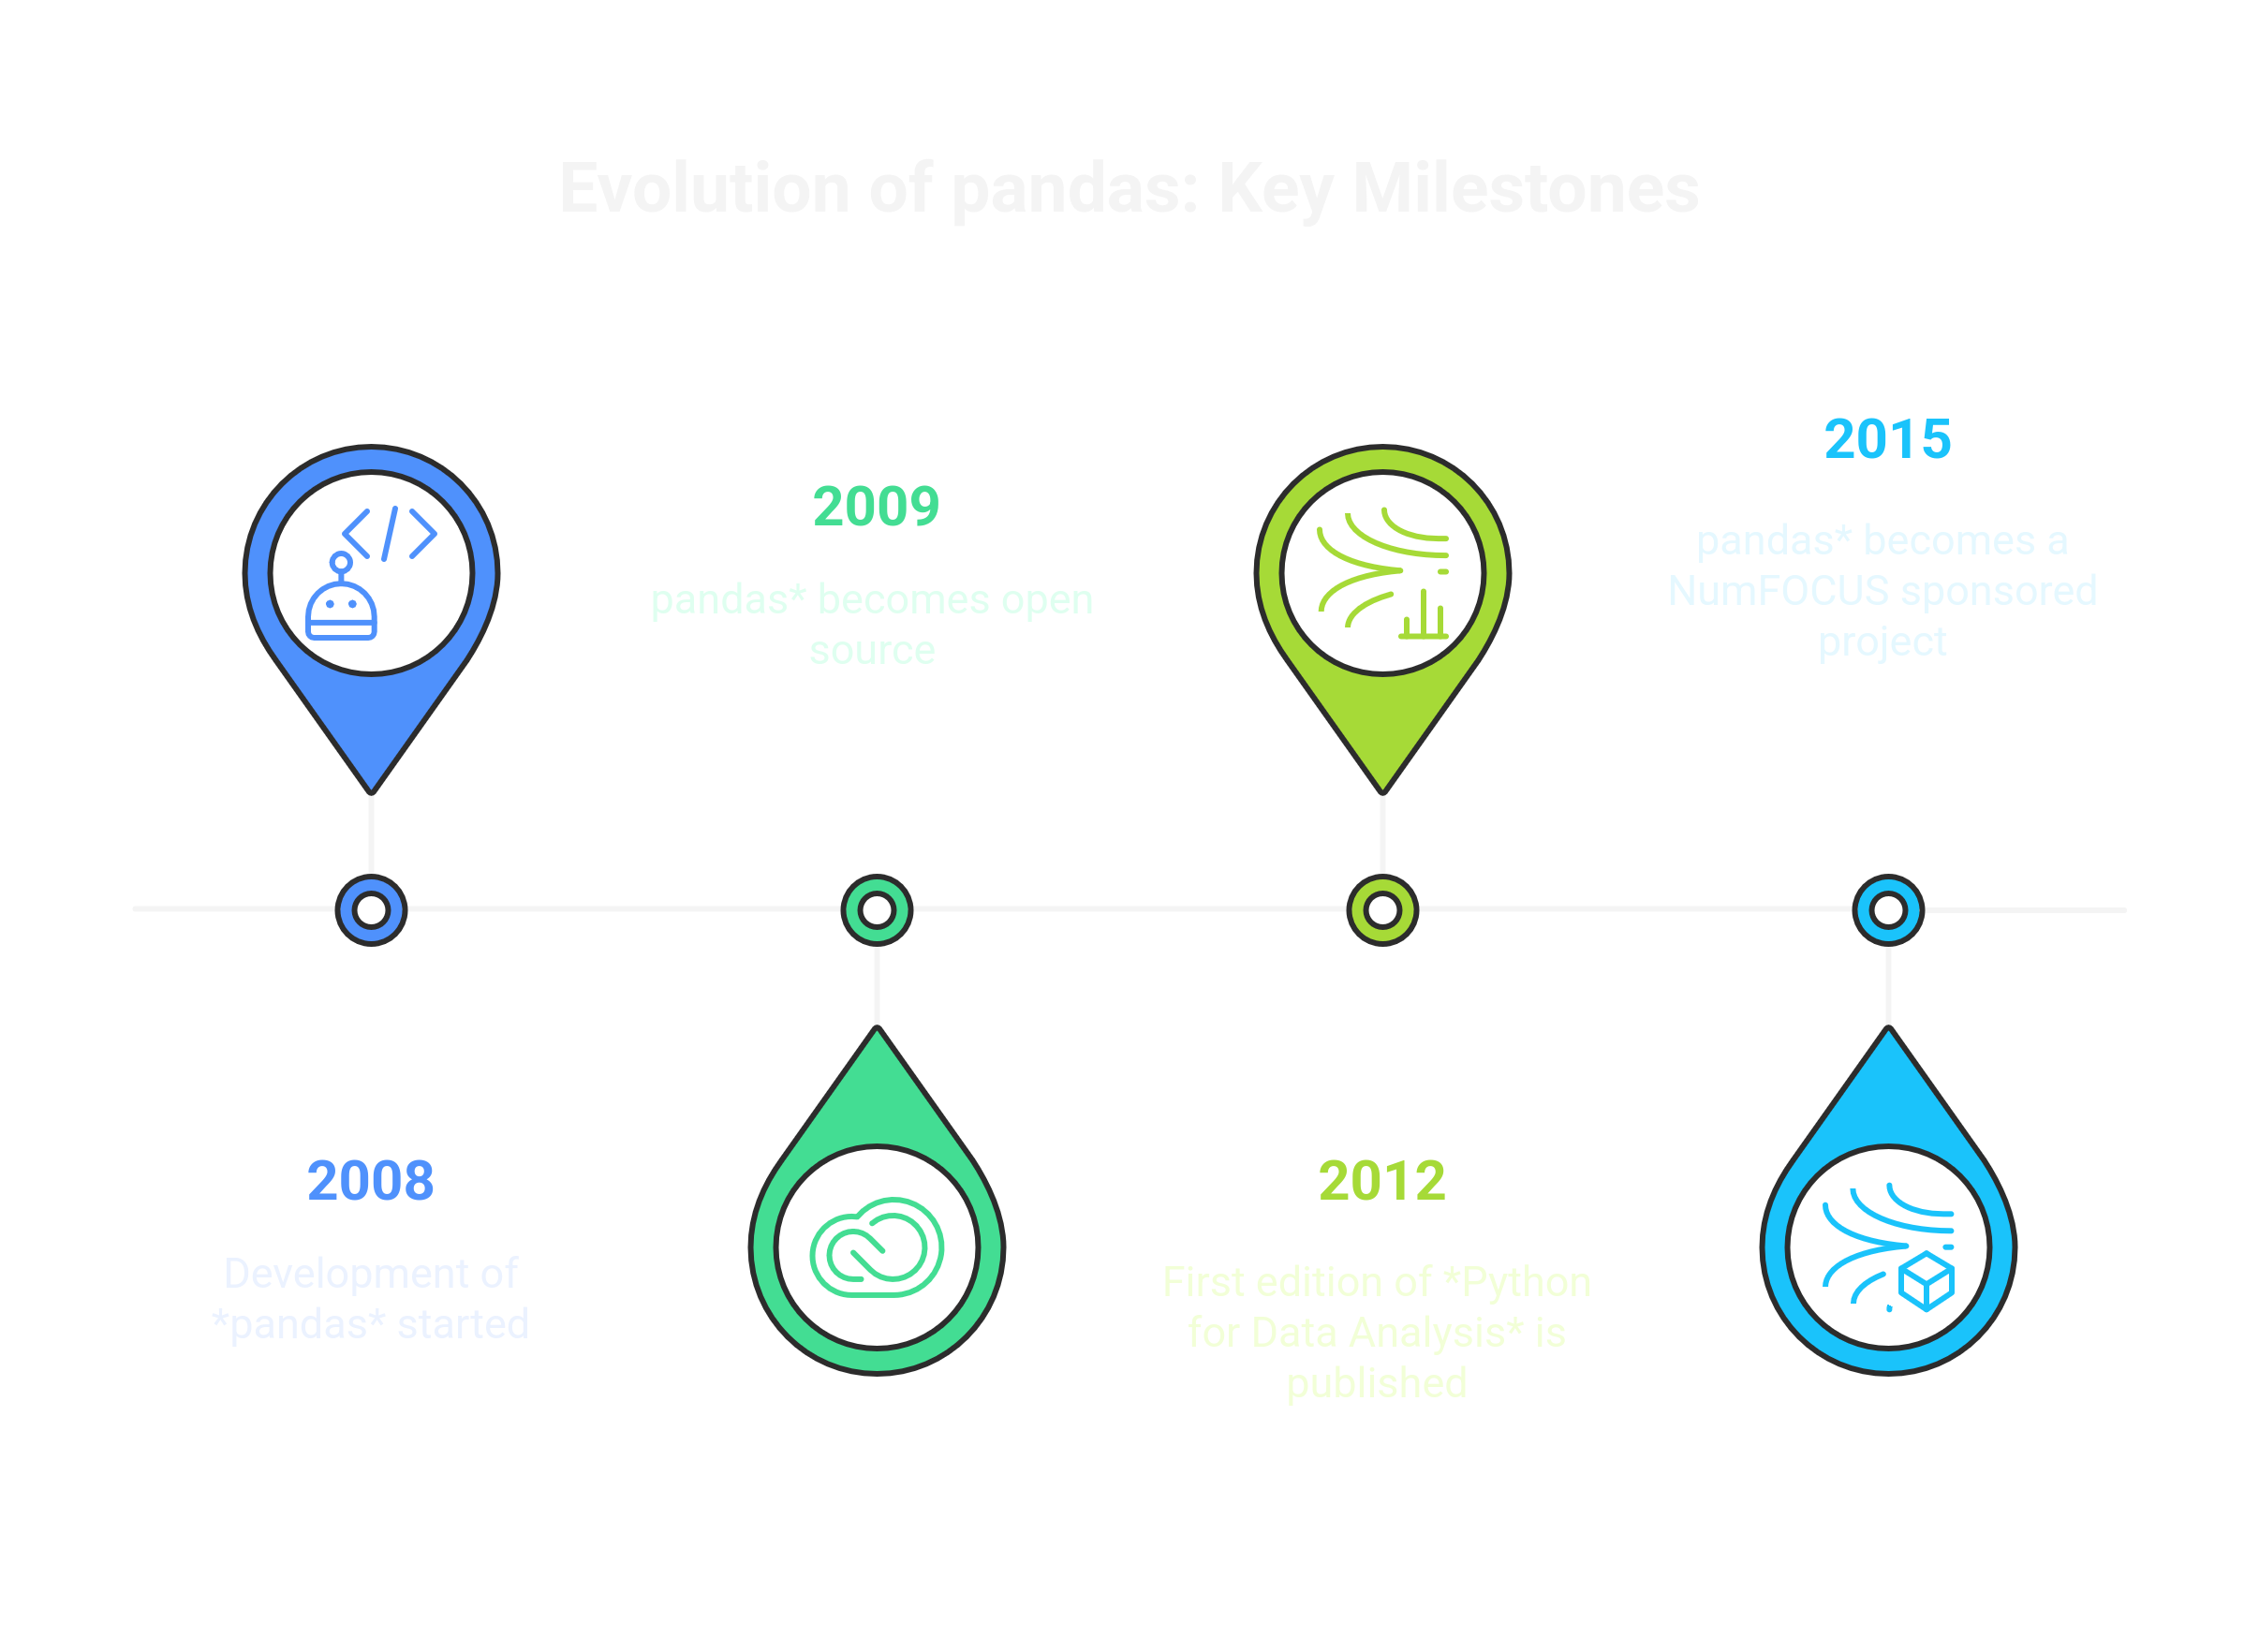 Evolution of pandas: Key Milestones
2008
Development of
*pandas* started
2009
pandas* becomes open
source
2012
First edition of *Python
for Data Analysis* is
published
2015
pandas* becomes a
NumFOCUS sponsored
project